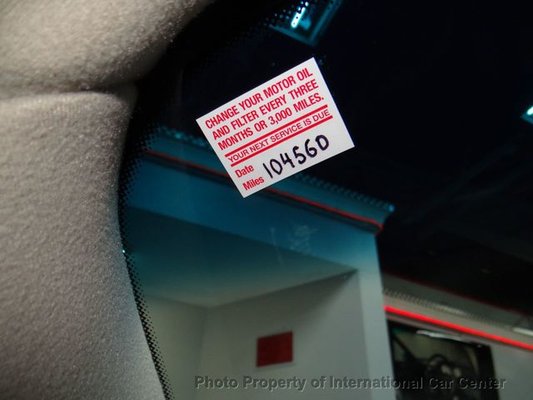 CHANGE YOUR MOTOR OIL
AND FILTER EVERY THREE
MONTHS OR 3,000 MILES.
YOUR NEXT SERVICE IS DUE
Date
Miles 104560
Photo Property of International Car Center